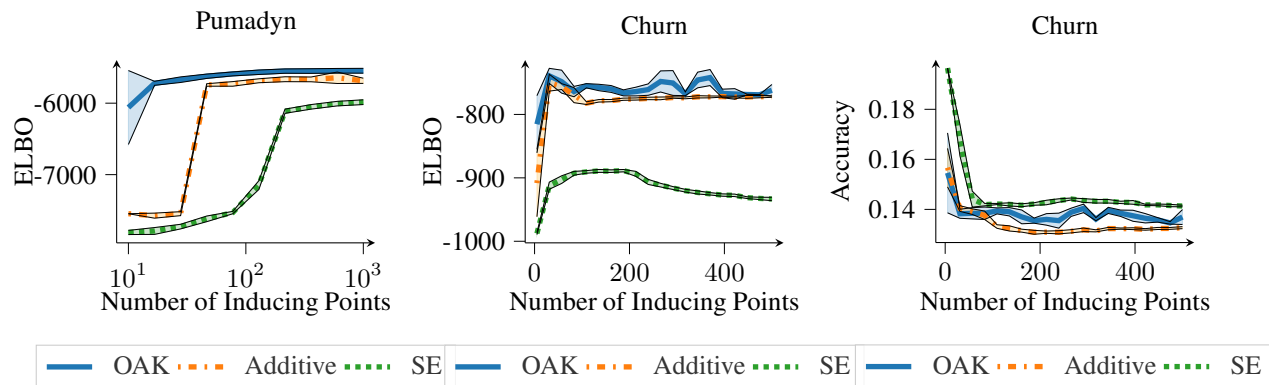 Pumadyn
ELBO
-6000
-7000
10^1
10^2
10^3
Number of Inducing Points
OAK Additive SE
Churn
ELBO
-800
-900
-1000
0 200 400
Number of Inducing Points
OAK Additive SE
Churn
Accuracy
0.18
0.16
0.14
0 200 400
Number of Inducing Points
OAK Additive SE